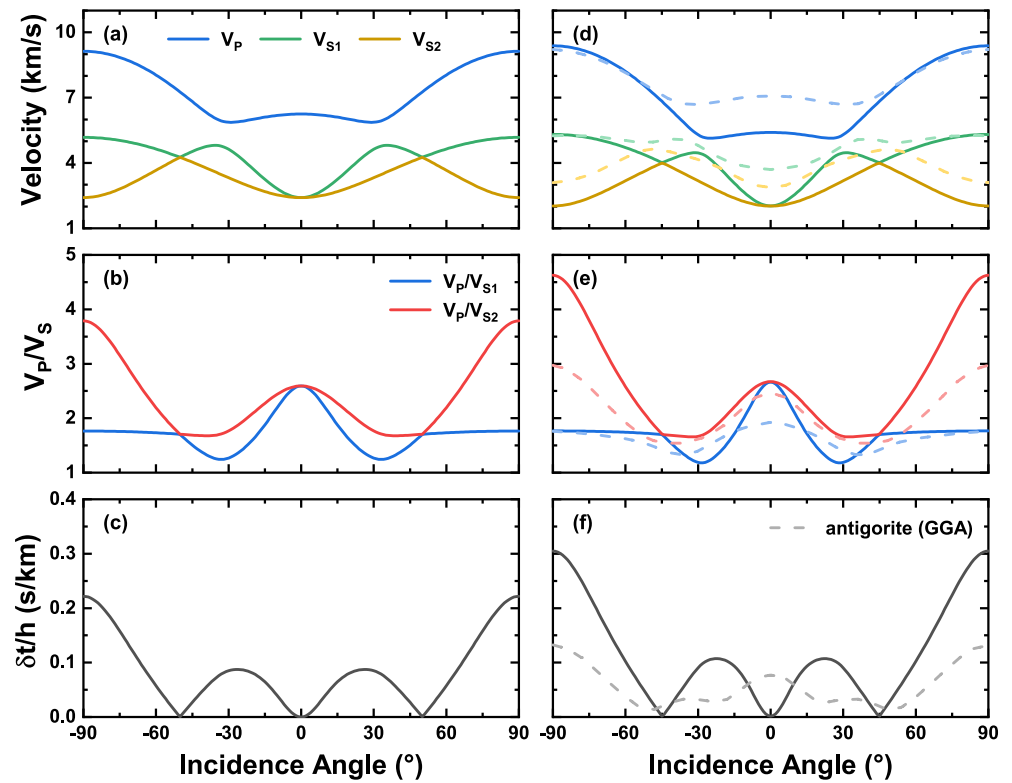 (a) V_P V_S1 V_S2
(d)
Velocity (km/s)
10
7
4
1
(b) V_P/V_S1
V_P/V_S2
(e)
V_P/V_S
5
4
3
2
1
(c)
(f) antigorite (GGA)
δt/h (s/km)
0.4
0.3
0.2
0.1
0.0
-90 -60 -30 0 30 60 90
-90 -60 -30 0 30 60 90
Incidence Angle (°)
Incidence Angle (°)